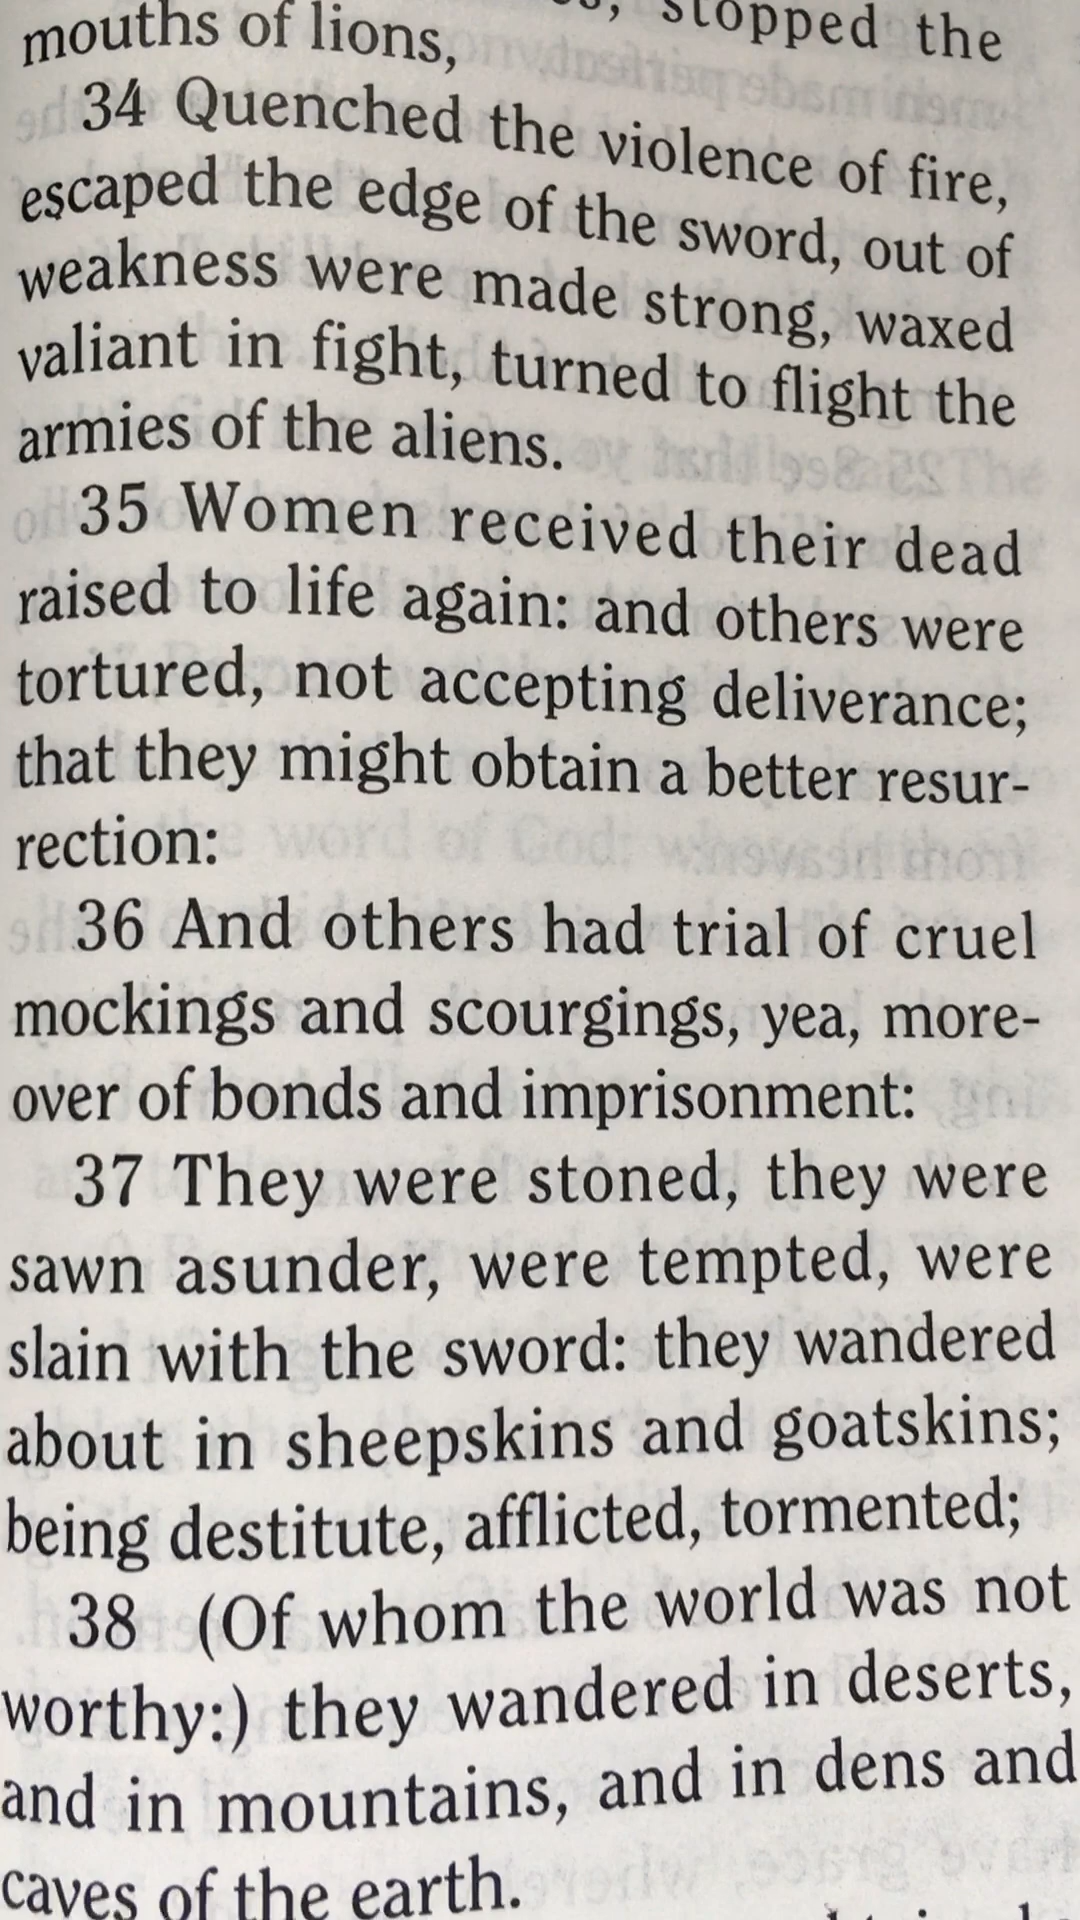 stopped the
mouths of lions,
34 Quenched the violence of fire,
escaped the edge of the sword, out of
weakness were made strong, waxed
valiant in fight, turned to flight the
armies of the aliens.
35 Women received their dead
raised to life again: and others were
tortured, not accepting deliverance;
that they might obtain a better resur-
rection:
36 And others had trial of cruel
mockings and scourgings, yea, more-
over of bonds and imprisonment:
37 They were stoned, they were
sawn asunder, were tempted, were
slain with the sword: they wandered
about in sheepskins and goatskins;
being destitute, afflicted, tormented;
38 (Of whom the world was not
worthy:) they wandered in deserts,
and in mountains, and in dens and
caves of the earth.